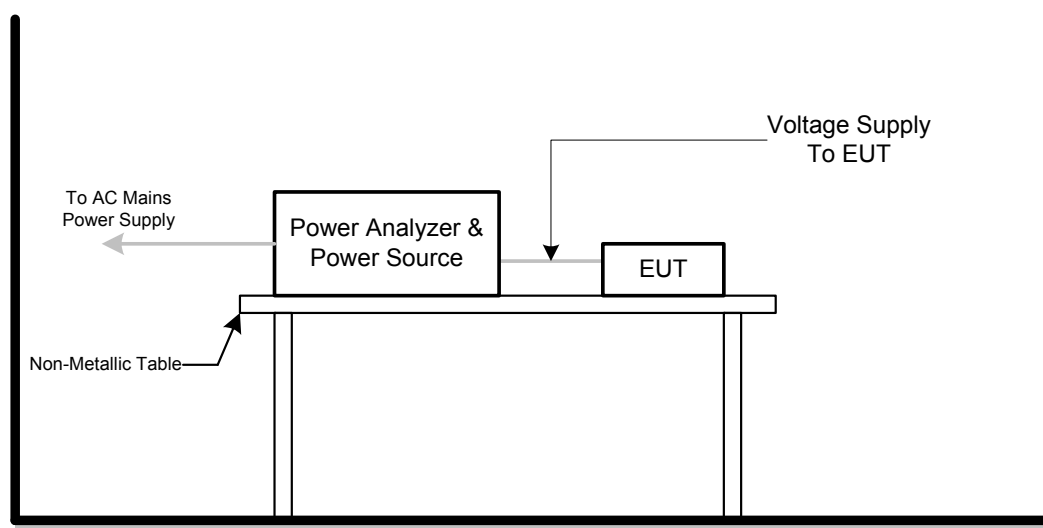 Voltage Supply
To EUT
To AC Mains
Power Supply
Power Analyzer &
Power Source
EUT
Non-Metallic Table